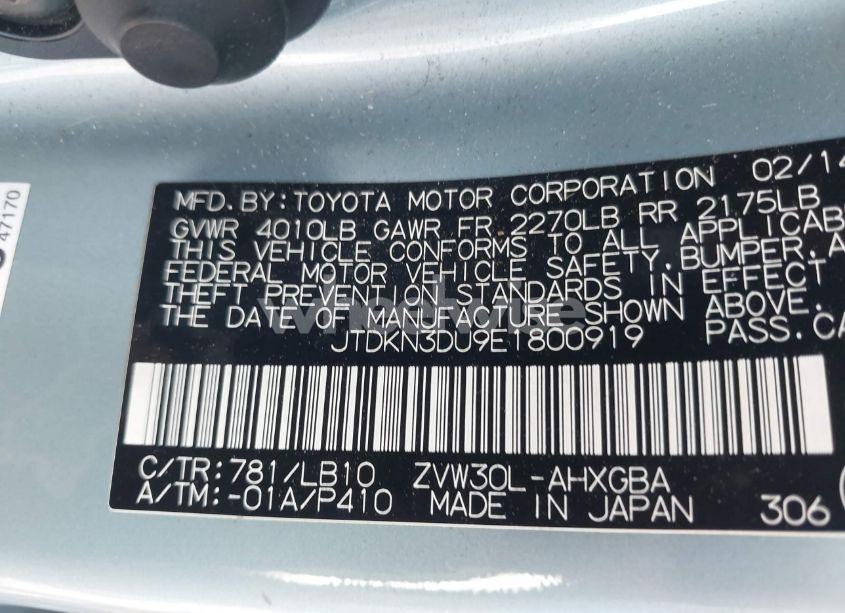 47170
MFD. BY: TOYOTA MOTOR CORPORATION 02/14
GVWR 4010LB GAWR FR 2270LB RR 2175LB
THIS VEHICLE CONFORMS TO ALL APPLICAB
FEDERAL MOTOR VEHICLE SAFETY, BUMPER, A
THEFT PREVENTION STANDARDS IN EFFECT
THE DATE OF MANUFACTURE SHOWN ABOVE.
JTDKN3DU9E1800919 PASS. CA
C/TR: 781/LB10 ZVW30L-AHXGBA
A/TM: -01A/P410 MADE IN JAPAN 306